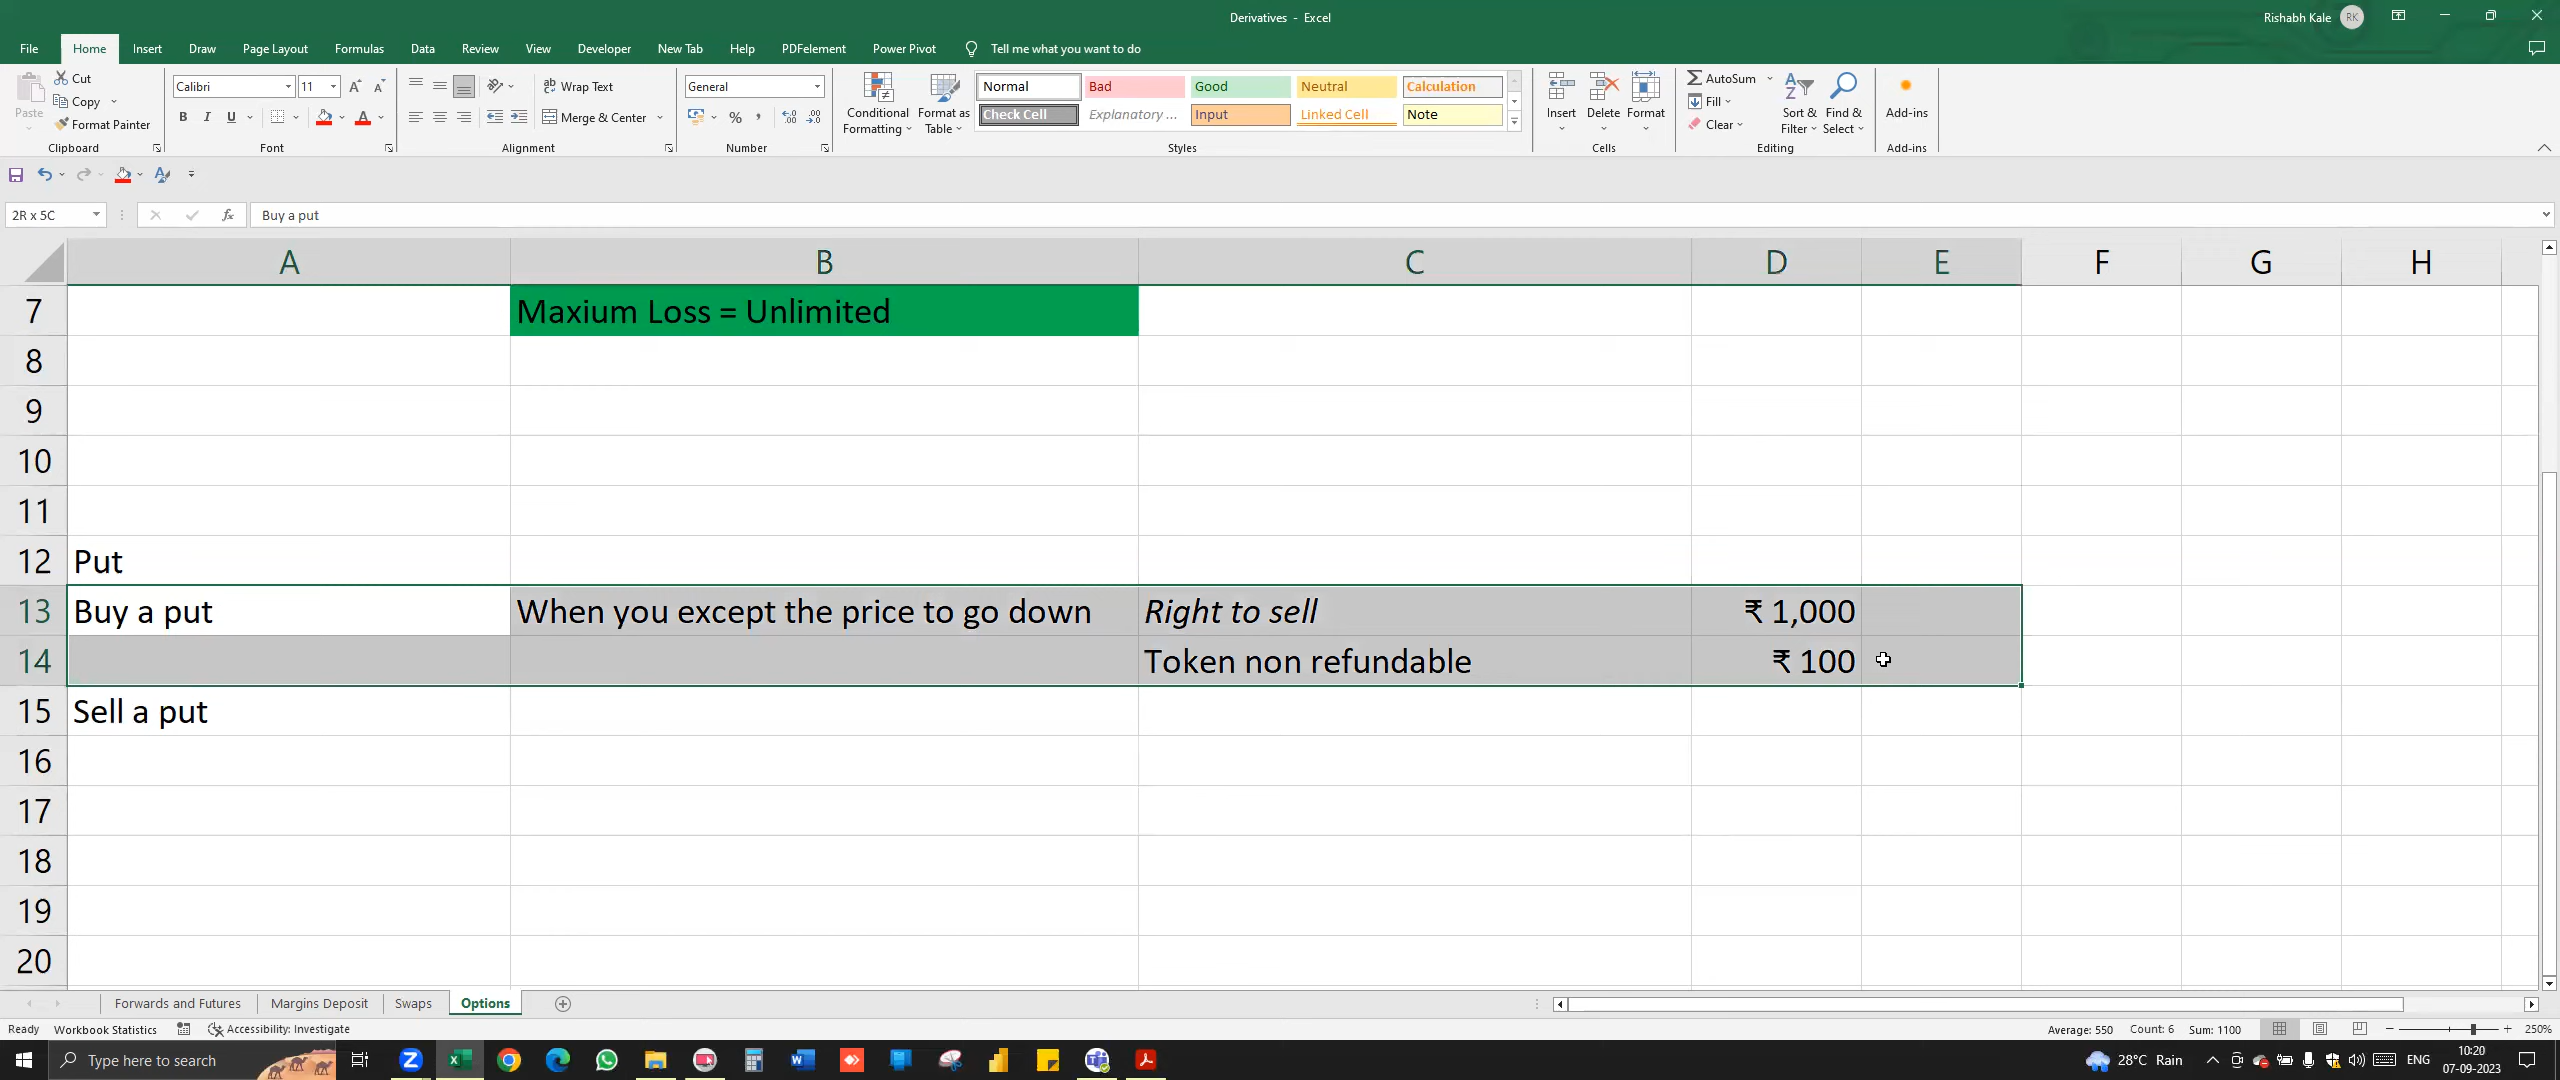 Derivatives - Excel
Rishabh Kale
RK
File Home Insert Draw Page Layout Formulas Data Review View Developer New Tab Help PDFelement Power Pivot Tell me what you want to do
Paste
Cut
Copy
Format Painter
Clipboard
Calibri 11
B I U
Font
Wrap Text
Merge & Center
Alignment
General
Number
Conditional Formatting
Format as Table
Normal Bad Good Neutral Calculation
Check Cell Explanatory ... Input Linked Cell Note
Styles
Insert Delete Format
Cells
AutoSum
Fill
Clear
Sort & Filter
Find & Select
Editing
Add-ins
Add-ins
2R x 5C
fx
Buy a put
A B C D E F G H
7 Maxium Loss = Unlimited
8
9
10
11
12 Put
13 Buy a put When you except the price to go down Right to sell ₹ 1,000
14 Token non refundable ₹ 100
15 Sell a put
16
17
18
19
20
Forwards and Futures Margins Deposit Swaps Options
Ready Workbook Statistics Accessibility: Investigate Average: 550 Count: 6 Sum: 1100 250%
Type here to search
28°C Rain
ENG
10:20
07-09-2023